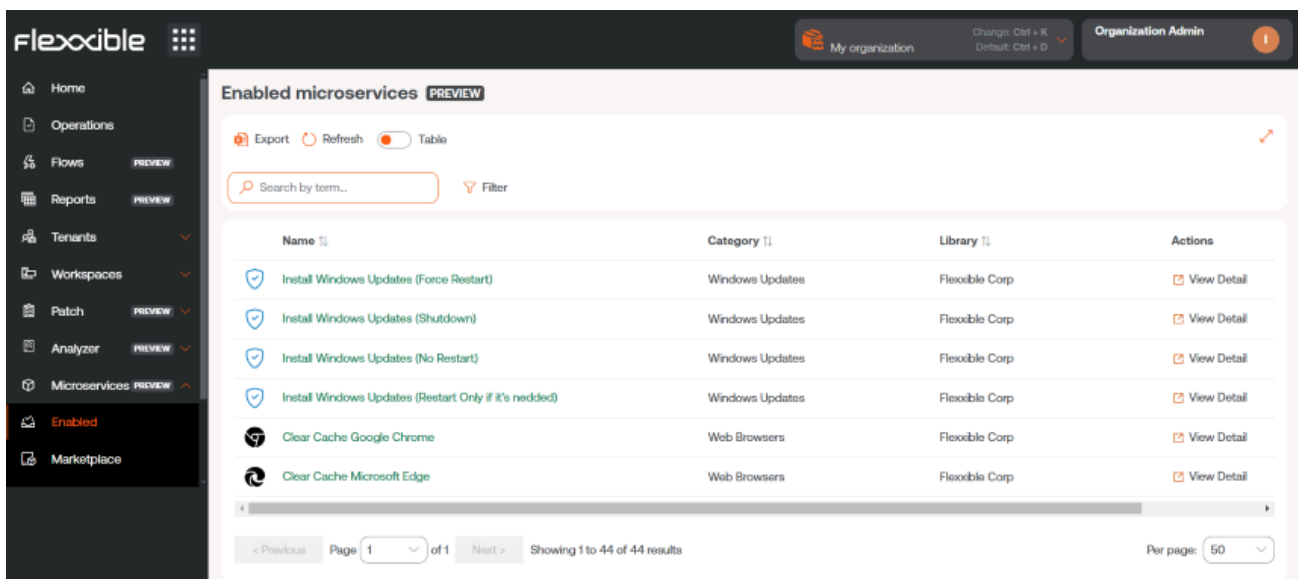 Flexxible
My organization
Change: Ctrl + K
Default: Ctrl + D
Organization Admin
I
Home
Operations
Flows PREVIEW
Reports PREVIEW
Tenants
Workspaces
Patch PREVIEW
Analyzer PREVIEW
Microservices PREVIEW
Enabled
Marketplace
Enabled microservices PREVIEW
Export Refresh Table
Search by term... Filter
Name Category Library Actions
Install Windows Updates (Force Restart) Windows Updates Flexxible Corp View Detail
Install Windows Updates (Shutdown) Windows Updates Flexxible Corp View Detail
Install Windows Updates (No Restart) Windows Updates Flexxible Corp View Detail
Install Windows Updates (Restart Only if it's nedded) Windows Updates Flexxible Corp View Detail
Clear Cache Google Chrome Web Browsers Flexxible Corp View Detail
Clear Cache Microsoft Edge Web Browsers Flexxible Corp View Detail
< Previous Page 1 of 1 Next > Showing 1 to 44 of 44 results Per page: 50